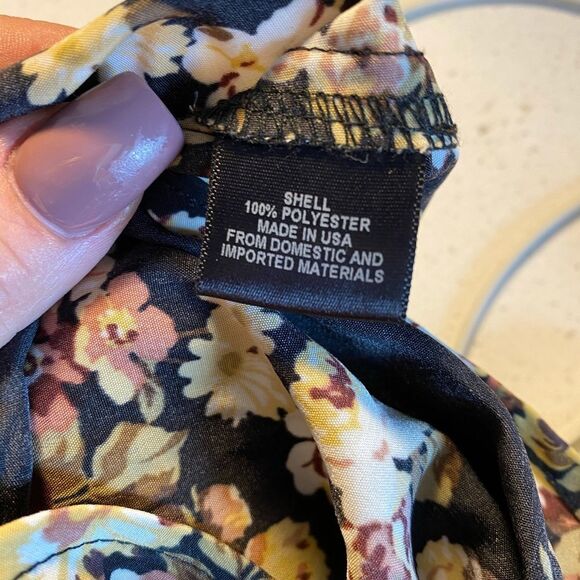 SHELL
100% POLYESTER
MADE IN USA
FROM DOMESTIC AND
IMPORTED MATERIALS